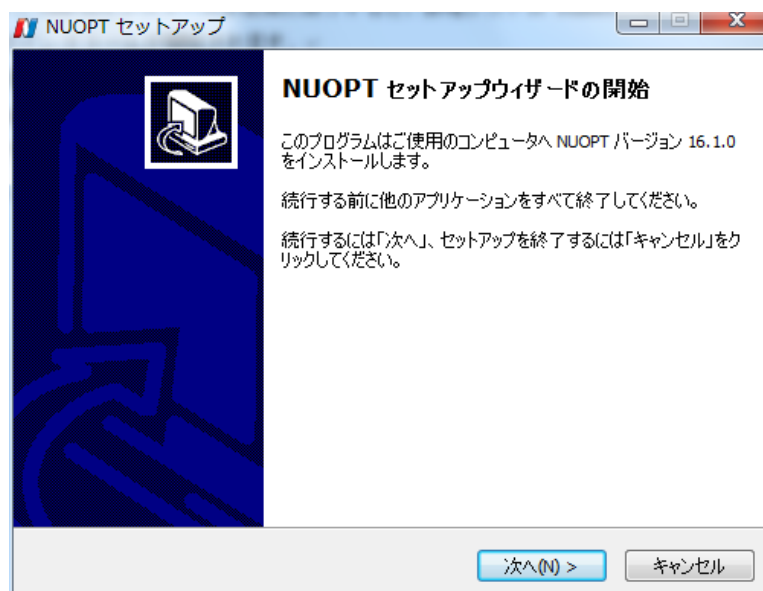 NUOPT セットアップ
NUOPT セットアップウィザードの開始
このプログラムはご使用のコンピュータへ NUOPT バージョン 16.1.0
をインストールします。
続行する前に他のアプリケーションをすべて終了してください。
続行するには「次へ」、セットアップを終了するには「キャンセル」をク
リックしてください。
次へ(N) >
キャンセル